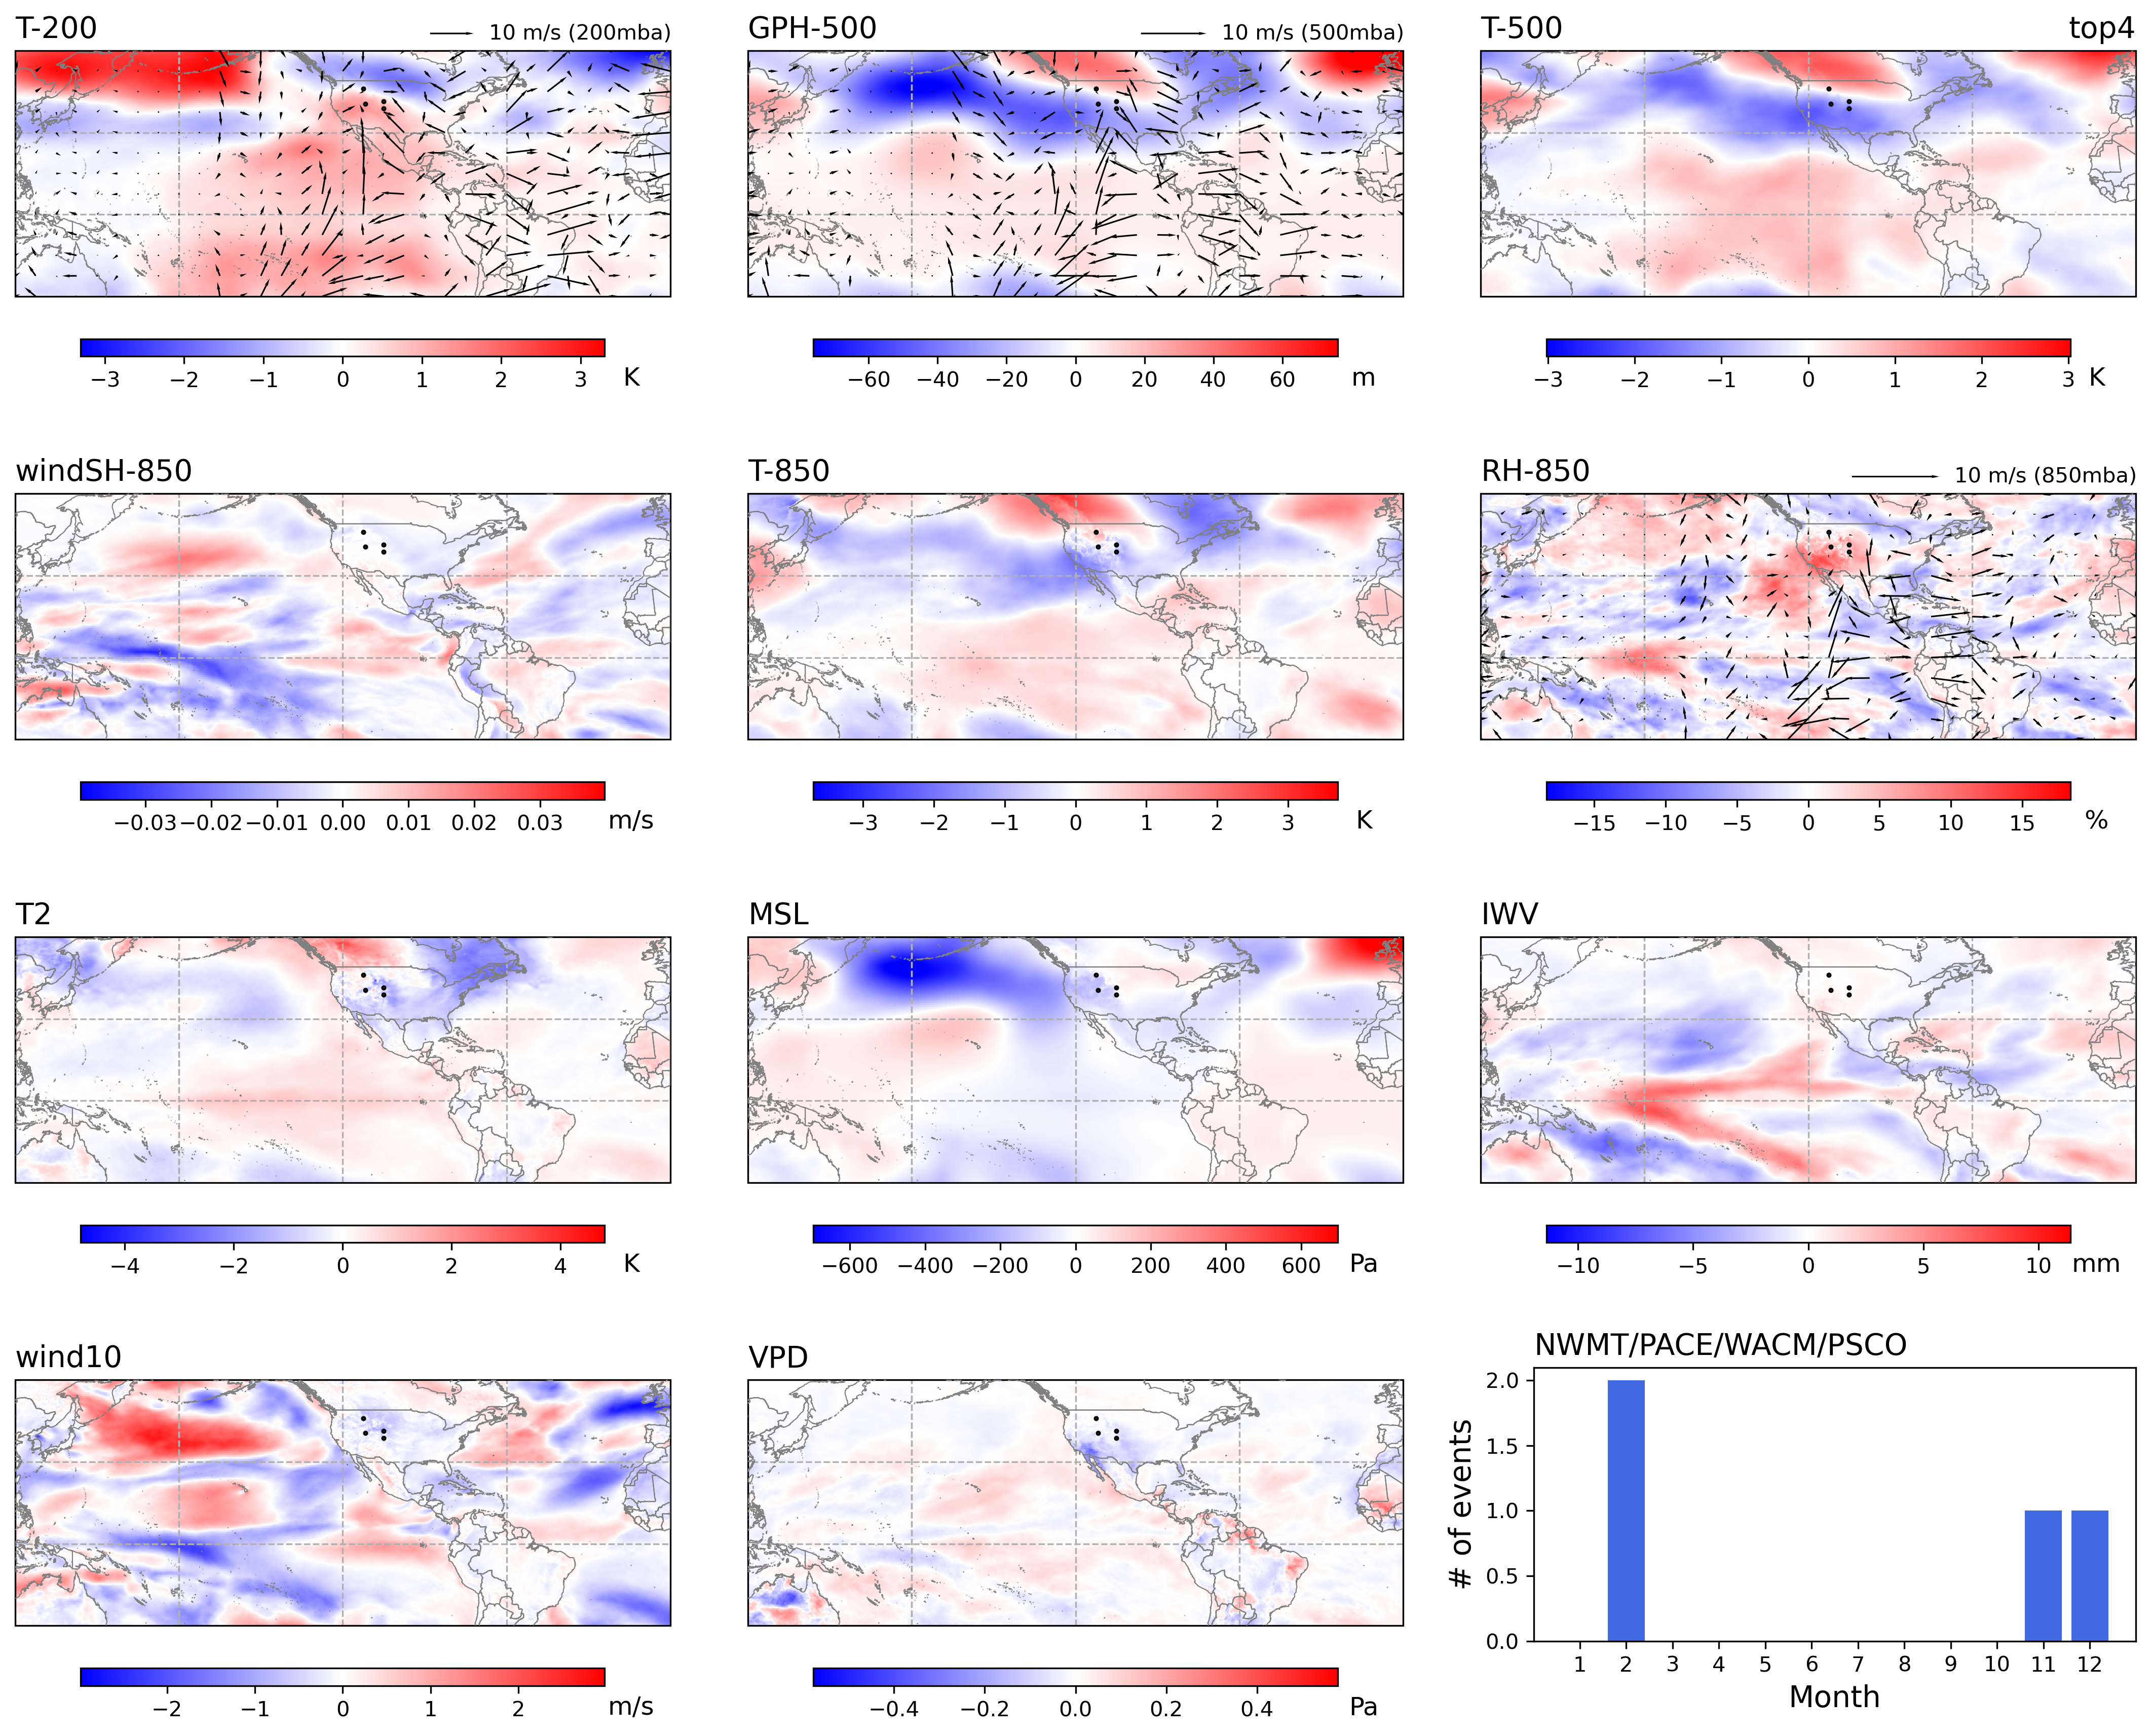 T-200
10 m/s (200mba)
−3 −2 −1 0 1 2 3 K
GPH-500
10 m/s (500mba)
−60 −40 −20 0 20 40 60 m
T-500
top4
−3 −2 −1 0 1 2 3 K
windSH-850
−0.03 −0.02 −0.01 0.00 0.01 0.02 0.03 m/s
T-850
−3 −2 −1 0 1 2 3 K
RH-850
10 m/s (850mba)
−15 −10 −5 0 5 10 15 %
T2
−4 −2 0 2 4 K
MSL
−600 −400 −200 0 200 400 600 Pa
IWV
−10 −5 0 5 10 mm
wind10
−2 −1 0 1 2 m/s
VPD
−0.4 −0.2 0.0 0.2 0.4 Pa
NWMT/PACE/WACM/PSCO
# of events
2.0
1.5
1.0
0.5
0.0
1 2 3 4 5 6 7 8 9 10 11 12
Month